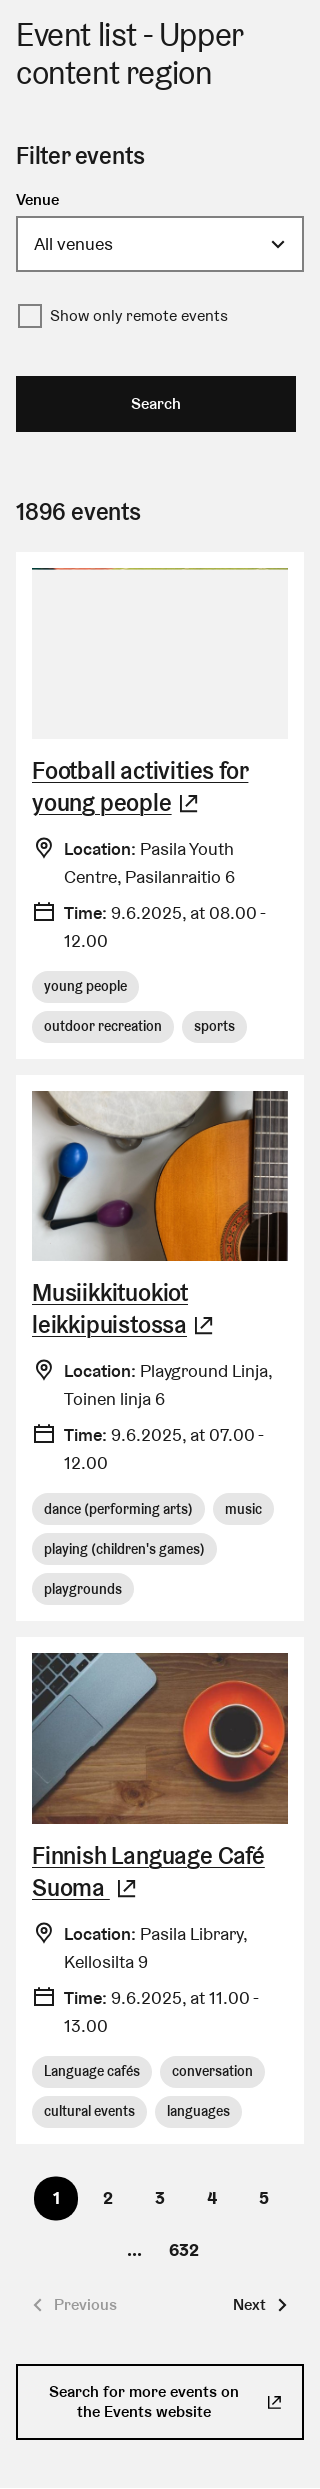 Event list - Upper
content region
Filter events
Venue
All venues
Show only remote events
Search
1896 events
Football activities for
young people
Location: Pasila Youth
Centre, Pasilanraitio 6
Time: 9.6.2025, at 08.00 -
12.00
young people
outdoor recreation sports
Musiikkituokiot
leikkipuistossa
Location: Playground Linja,
Toinen linja 6
Time: 9.6.2025, at 07.00 -
12.00
dance (performing arts) music
playing (children's games)
playgrounds
Finnish Language Café
Suoma
Location: Pasila Library,
Kellosilta 9
Time: 9.6.2025, at 11.00 -
13.00
Language cafés conversation
cultural events languages
1 2 3 4 5
... 632
Previous Next
Search for more events on
the Events website